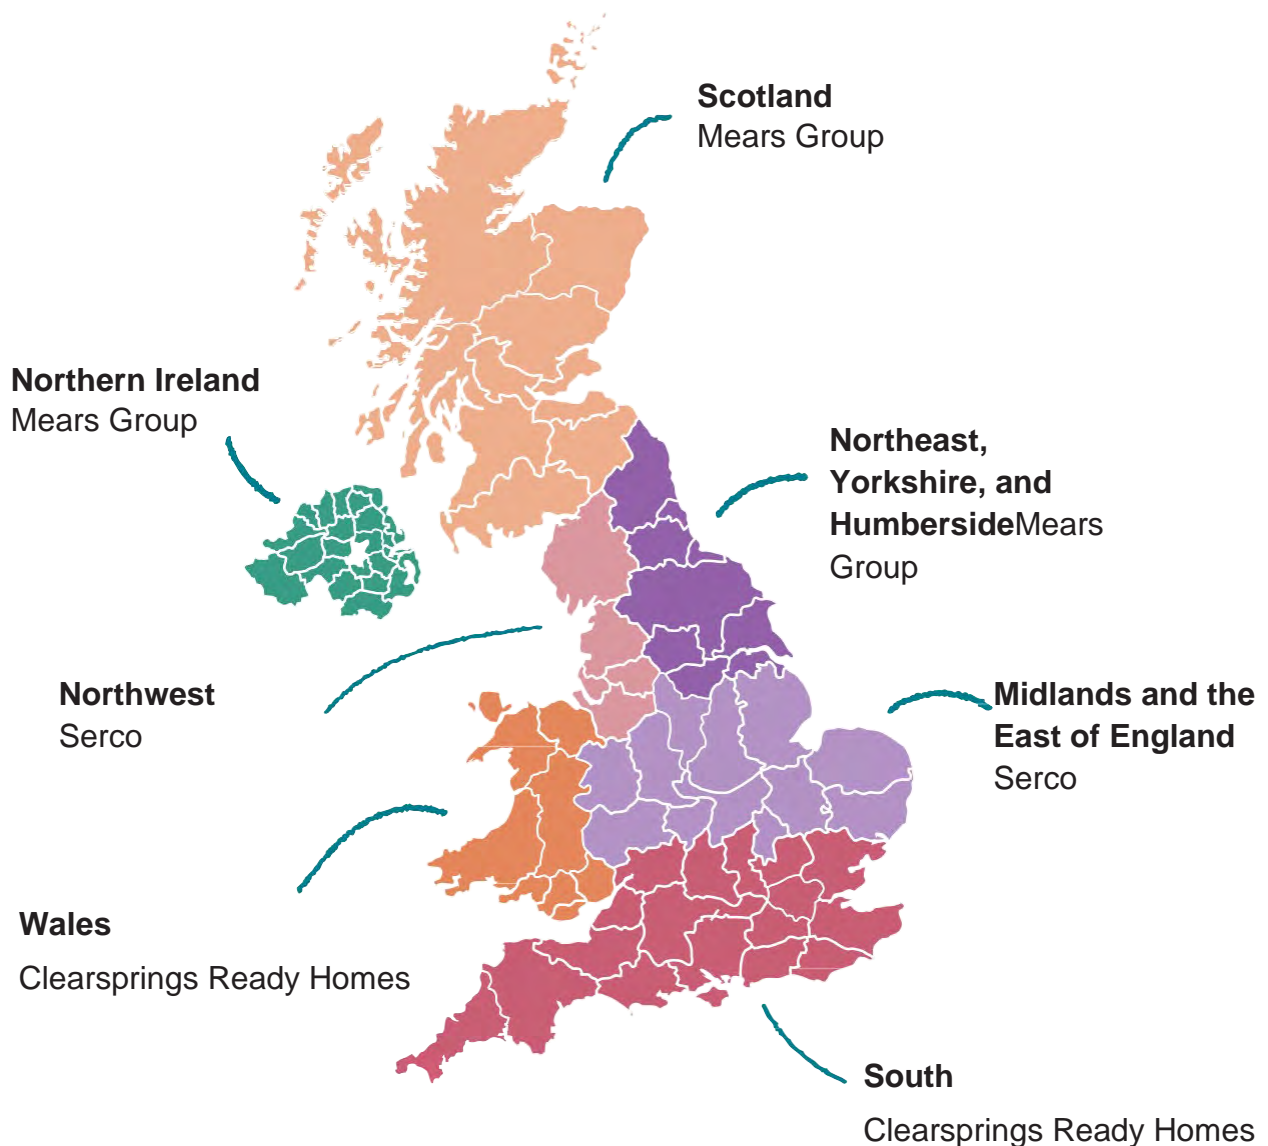 Scotland
Mears Group
Northern Ireland
Mears Group
Northeast,
Yorkshire, and
HumbersideMears
Group
Northwest
Serco
Midlands and the
East of England
Serco
Wales
Clearsprings Ready Homes
South
Clearsprings Ready Homes